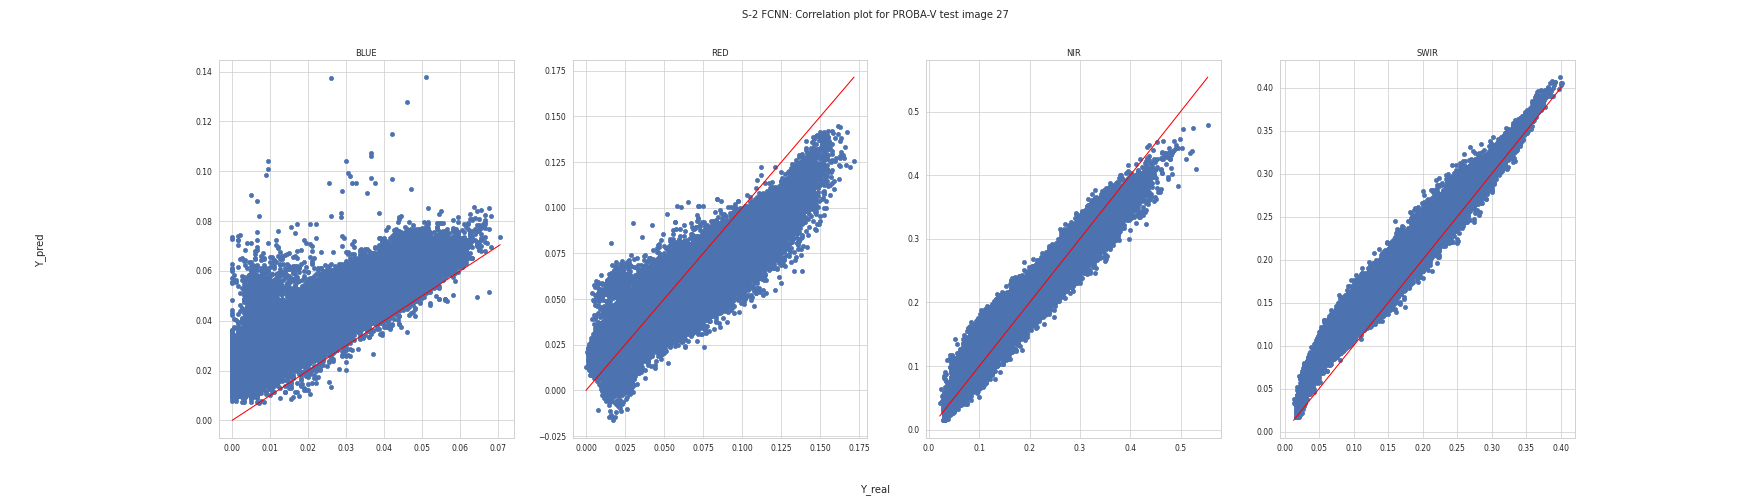 S-2 FCNN: Correlation plot for PROBA-V test image 27
BLUE
0.14
0.12
0.10
0.08
0.06
0.04
0.02
0.00
0.00 0.01 0.02 0.03 0.04 0.05 0.06 0.07
RED
0.175
0.150
0.125
0.100
0.075
0.050
0.025
0.000
−0.025
0.000 0.025 0.050 0.075 0.100 0.125 0.150 0.175
NIR
0.5
0.4
0.3
0.2
0.1
0.0
0.0 0.1 0.2 0.3 0.4 0.5
SWIR
0.40
0.35
0.30
0.25
0.20
0.15
0.10
0.05
0.00
0.00 0.05 0.10 0.15 0.20 0.25 0.30 0.35 0.40
Y_pred
Y_real